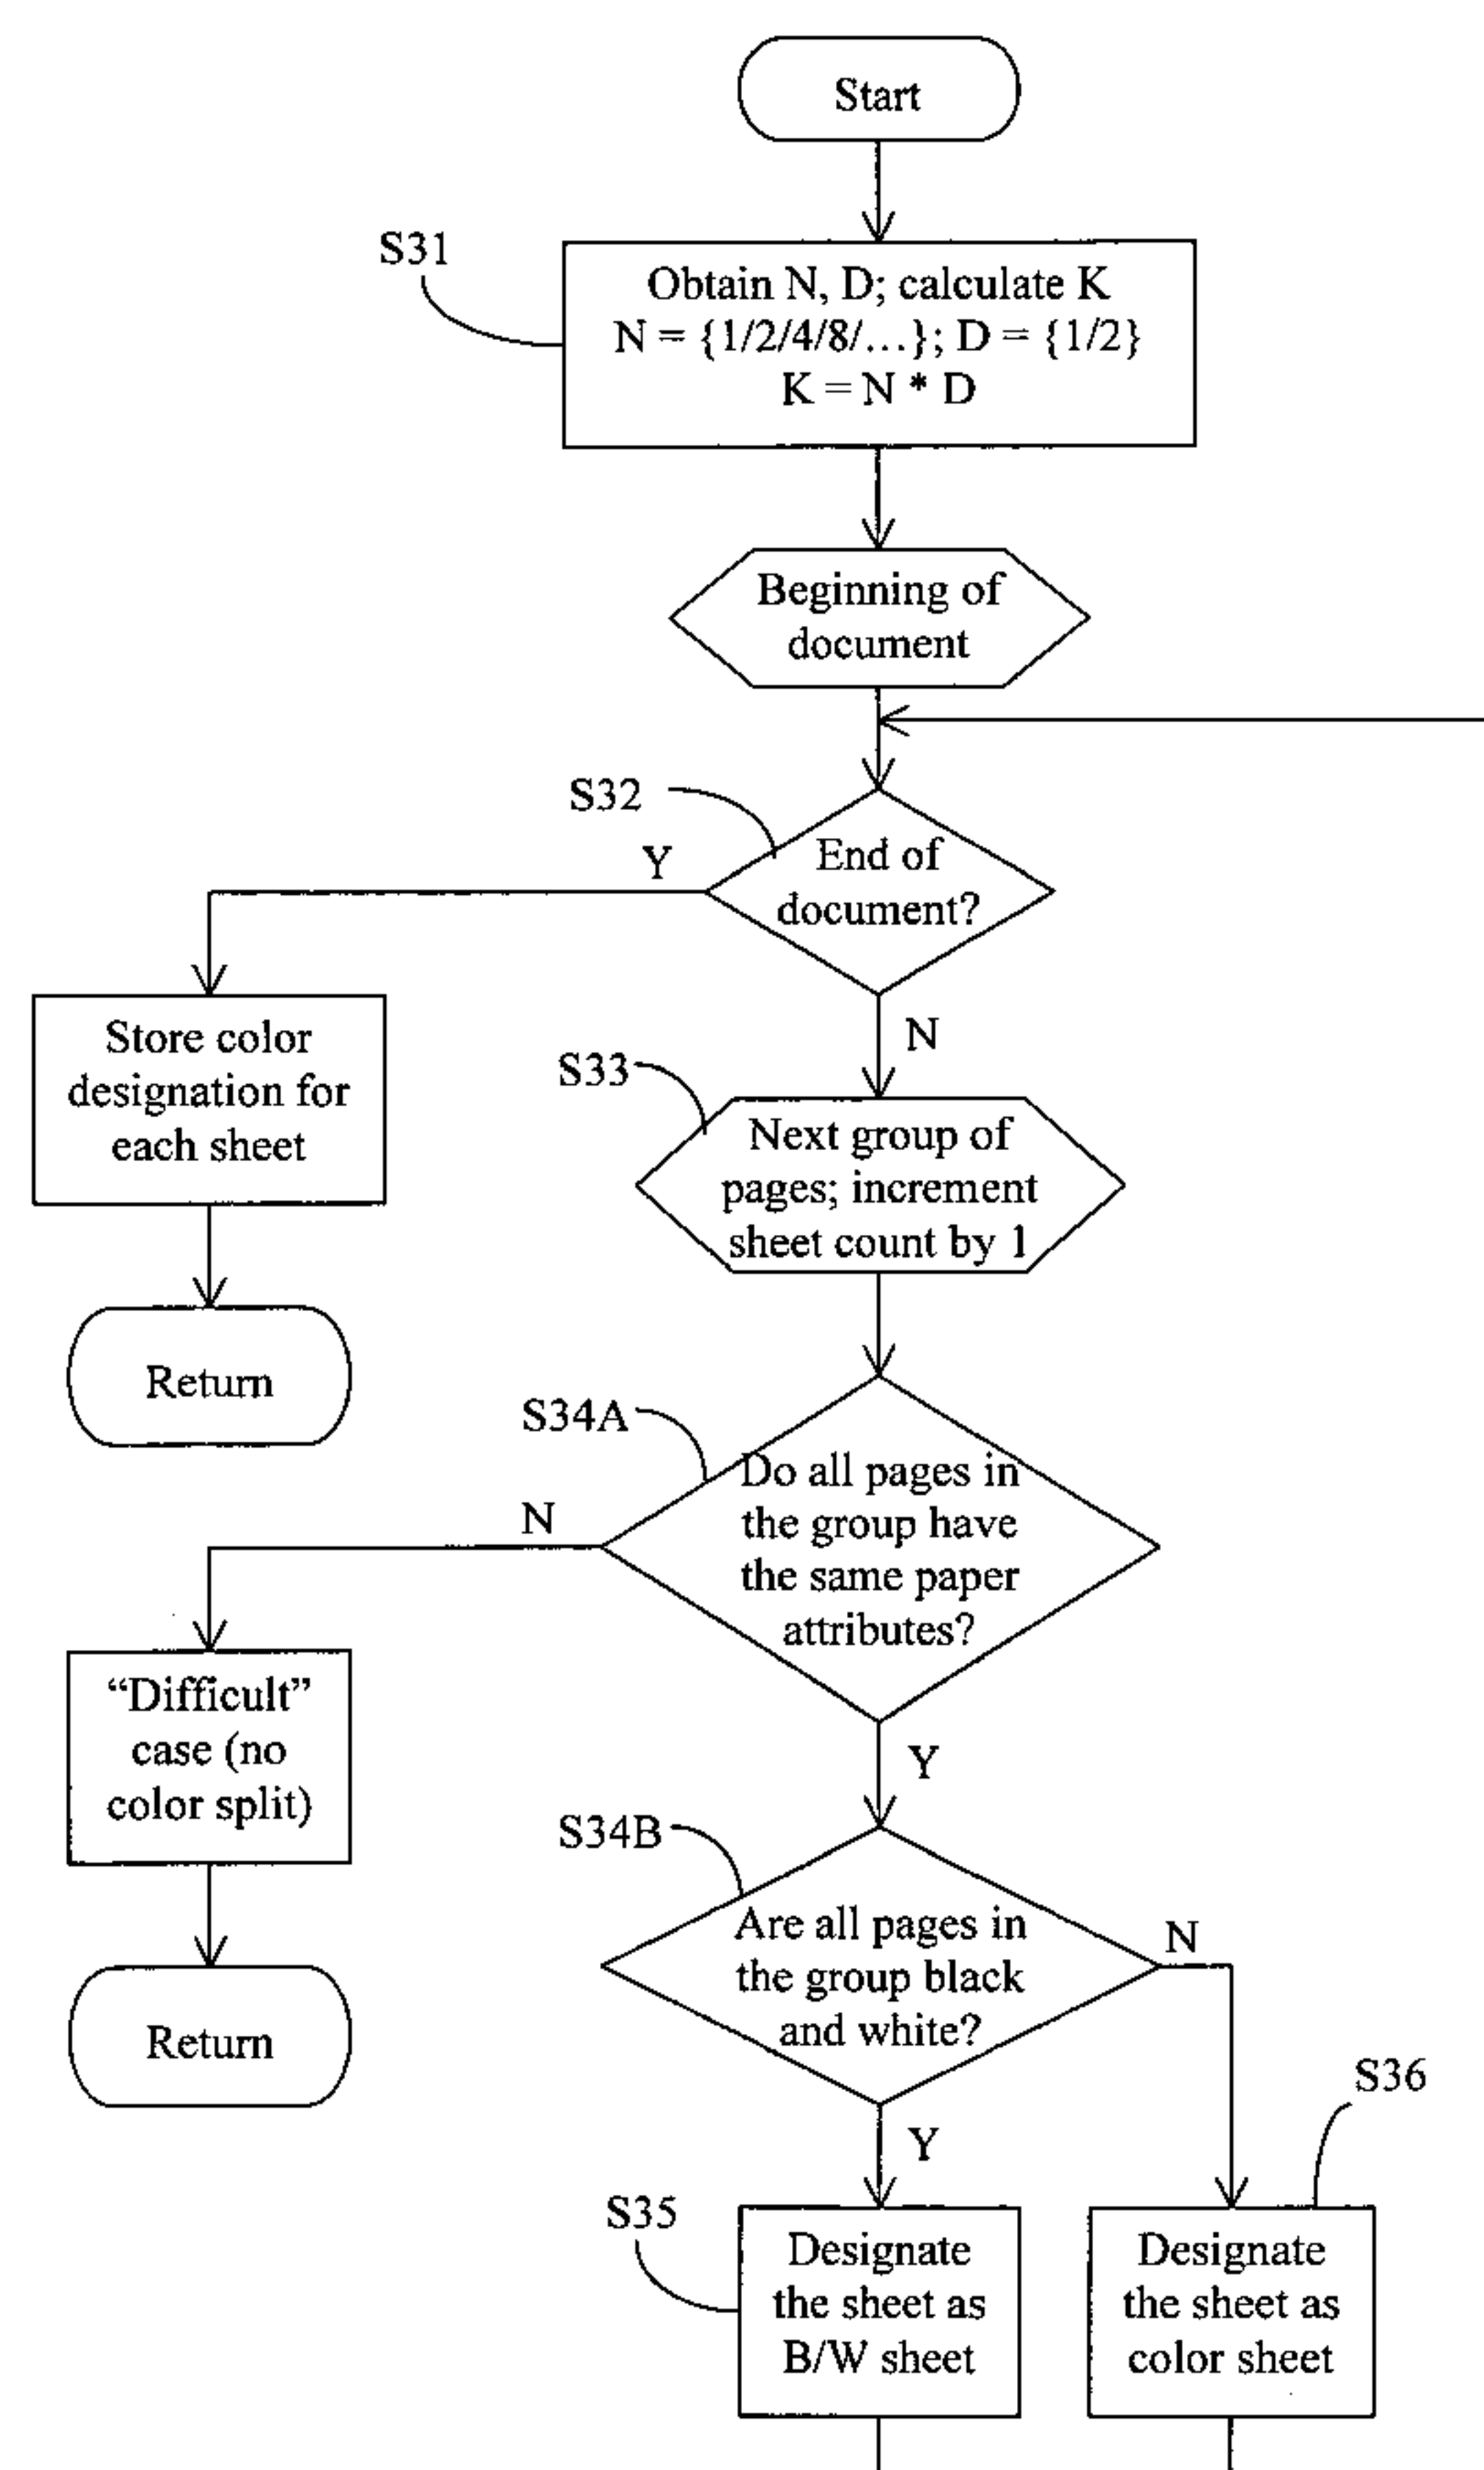 Start
S31
Obtain N, D; calculate K
N = {1/2/4/8/...}; D = {1/2}
K = N * D
Beginning of
document
S32
Y
End of
document?
N
Store color
designation for
each sheet
Return
S33
Next group of
pages; increment
sheet count by 1
S34A
N
Do all pages in
the group have
the same paper
attributes?
Y
"Difficult"
case (no
color split)
Return
S34B
Are all pages in
the group black
and white?
N
Y
S36
S35
Designate
the sheet as
B/W sheet
Designate
the sheet as
color sheet